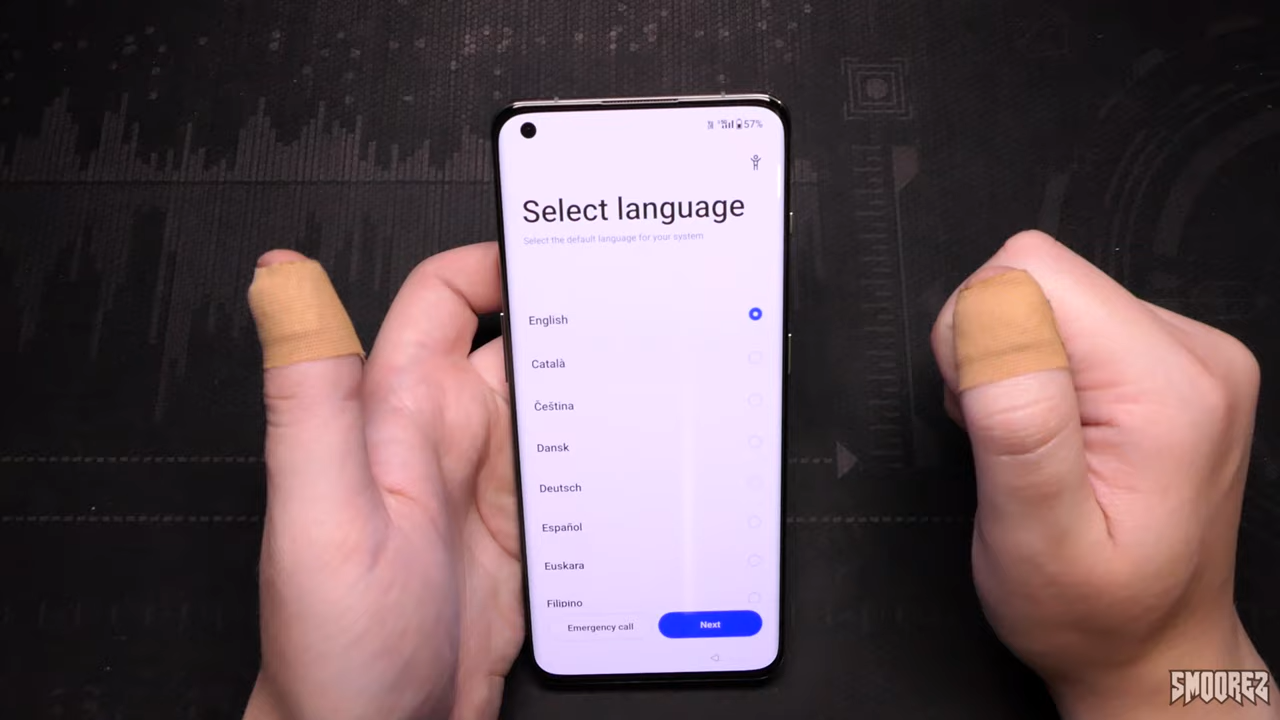 57%
Select language
Select the default language for your system
English
Català
Čeština
Dansk
Deutsch
Español
Euskara
Filipino
Emergency call
Next
SMOOREZ